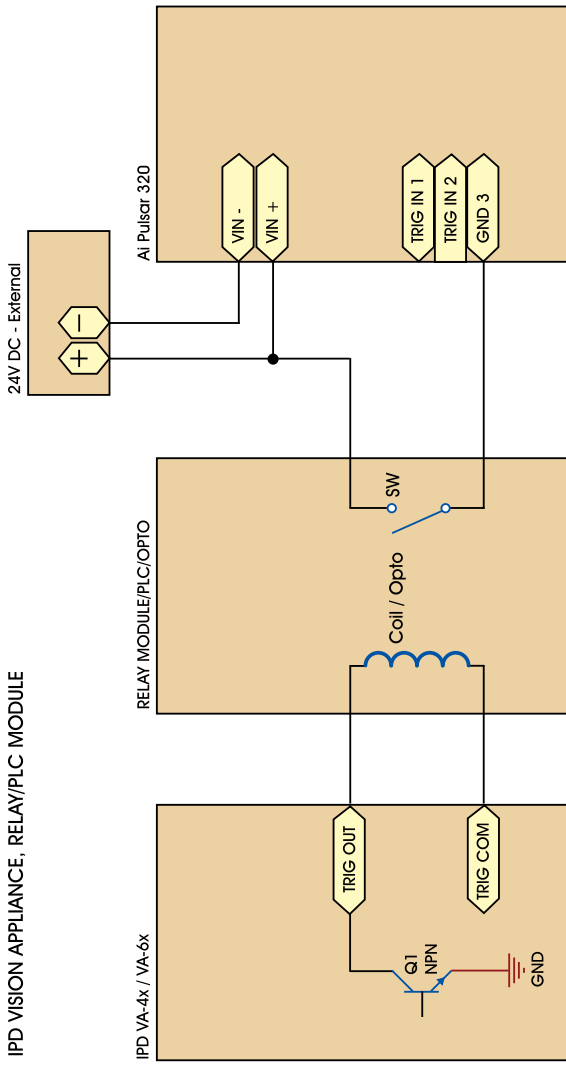 IPD VISION APPLIANCE, RELAY/PLC MODULE
24V DC - External
+
−
IPD VA-4x / VA-6x
TRIG OUT
Q1
NPN
TRIG COM
GND
RELAY MODULE/PLC/OPTO
Coil / Opto
SW
Ai Pulsar 320
VIN -
VIN +
TRIG IN 1
TRIG IN 2
GND 3